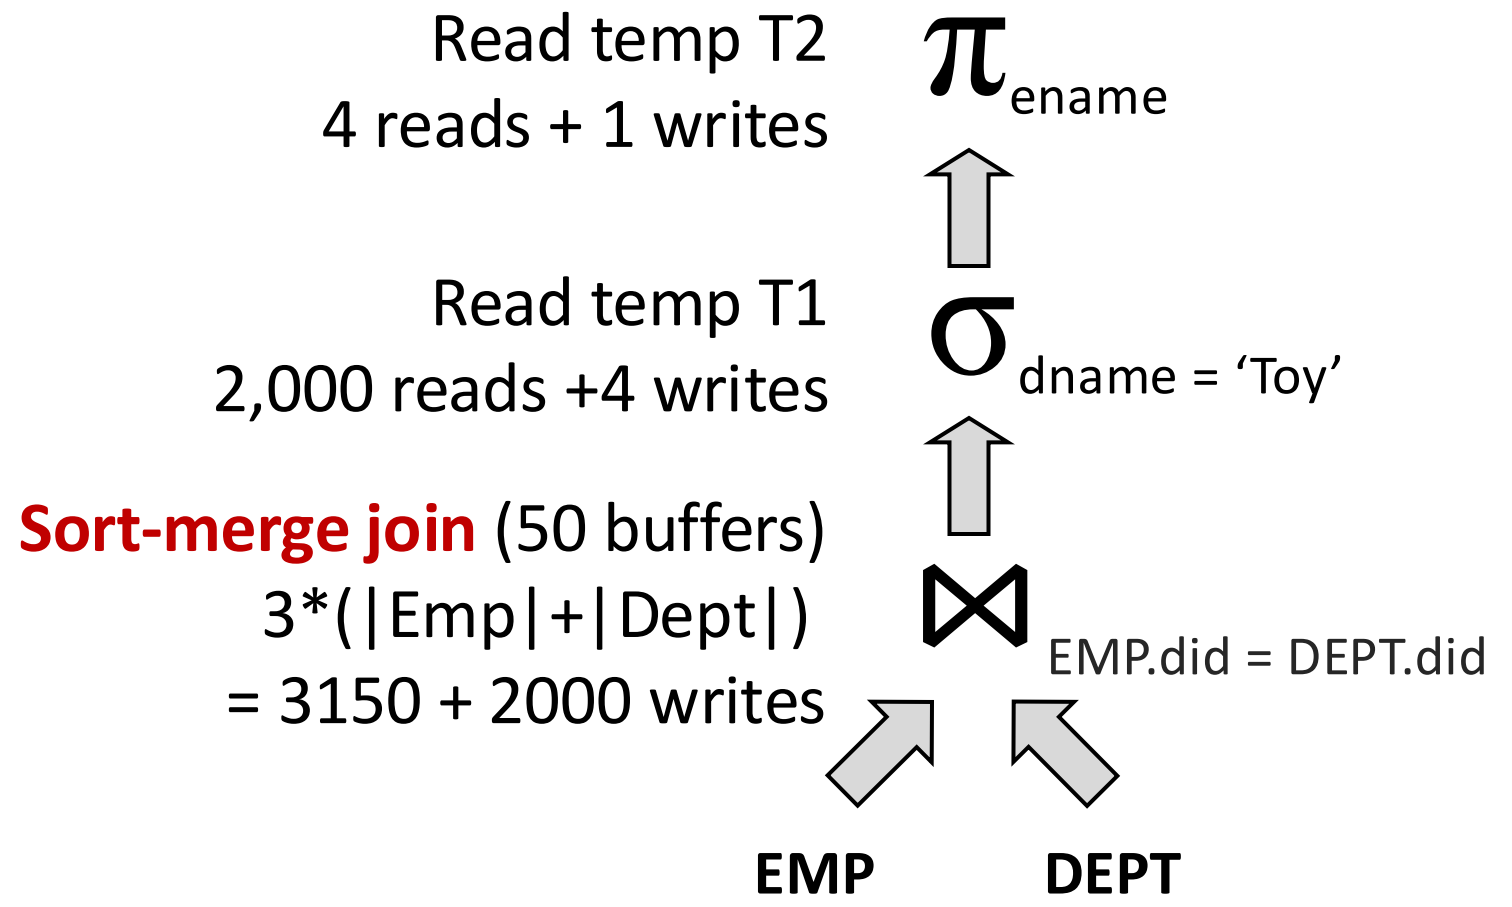 Read temp T2
4 reads + 1 writes
π ename
Read temp T1
2,000 reads +4 writes
σ dname = ‘Toy’
Sort-merge join (50 buffers)
3*(|Emp|+|Dept|)
= 3150 + 2000 writes
⋈ EMP.did = DEPT.did
EMP DEPT